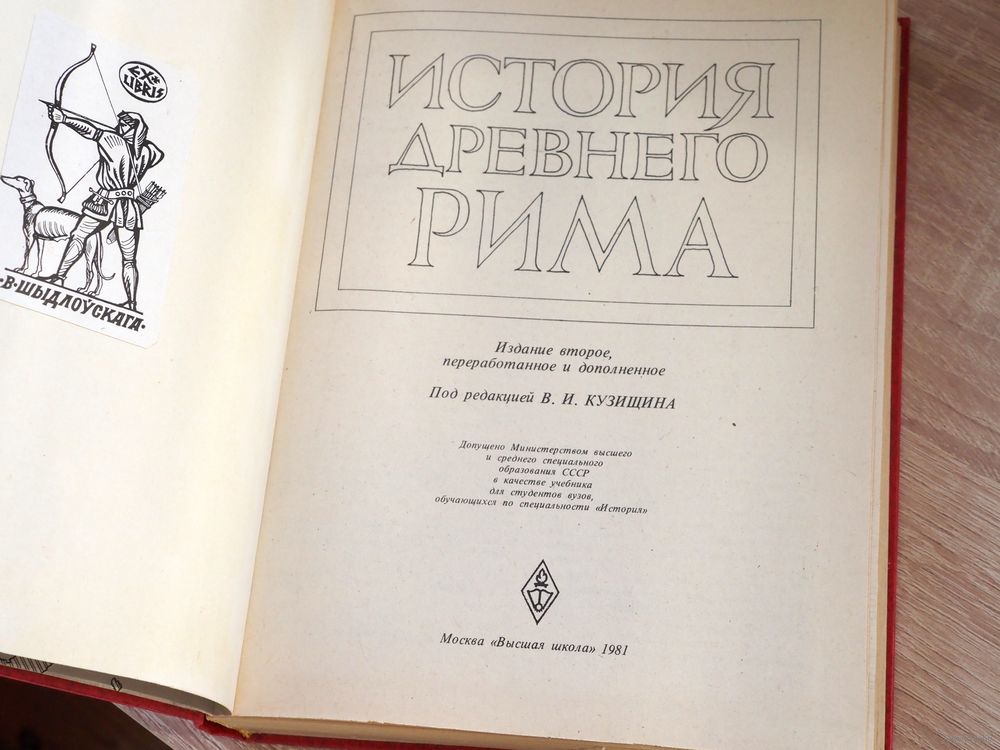 EX
LIBRIS
·В·ШЫДЛОЎСКАГА·
ИСТОРИЯ
ДРЕВНЕГО
РИМА
Издание второе,
переработанное и дополненное
Под редакцией В. И. КУЗИЩИНА
Допущено Министерством высшего
и среднего специального
образования СССР
в качестве учебника
для студентов вузов,
обучающихся по специальности «История»
Москва «Высшая школа» 1981